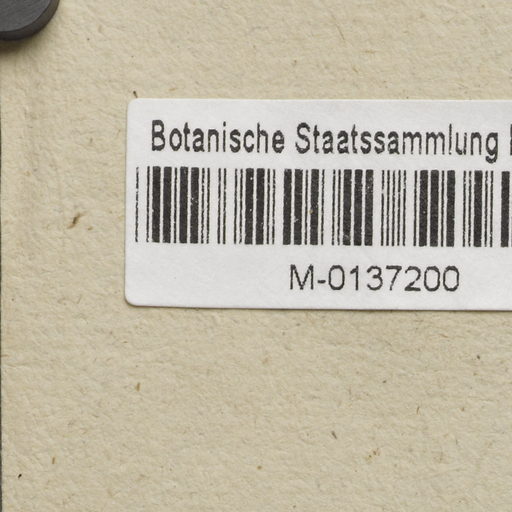 Botanische Staatssammlung
M-0137200